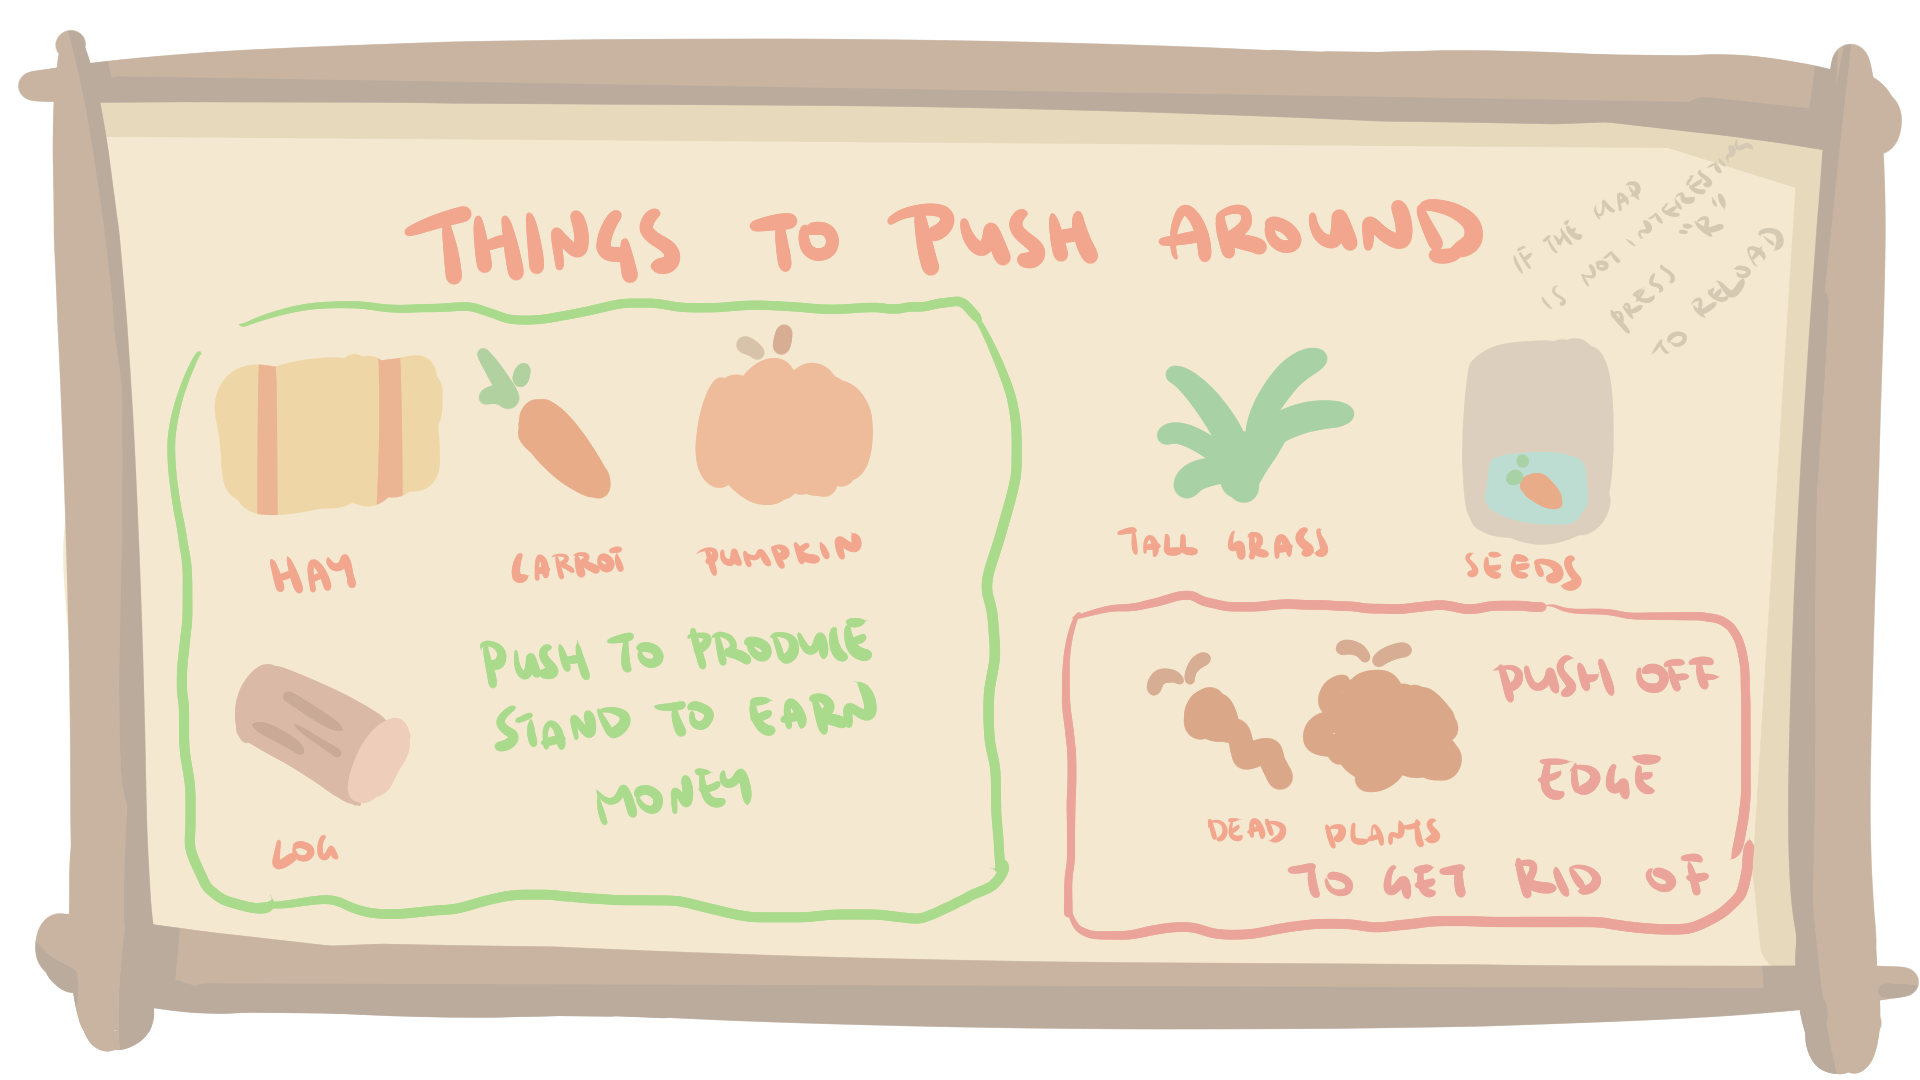 THINGS TO PUSH AROUND
IF THE MAP
IS NOT INTERESTING
PRESS "R"
TO RELOAD
HAY
CARROT
PUMPKIN
TALL GRASS
SEEDS
PUSH TO PRODUCE
STAND TO EARN
MONEY
LOG
PUSH OFF
EDGE
DEAD PLANTS
TO GET RID OF